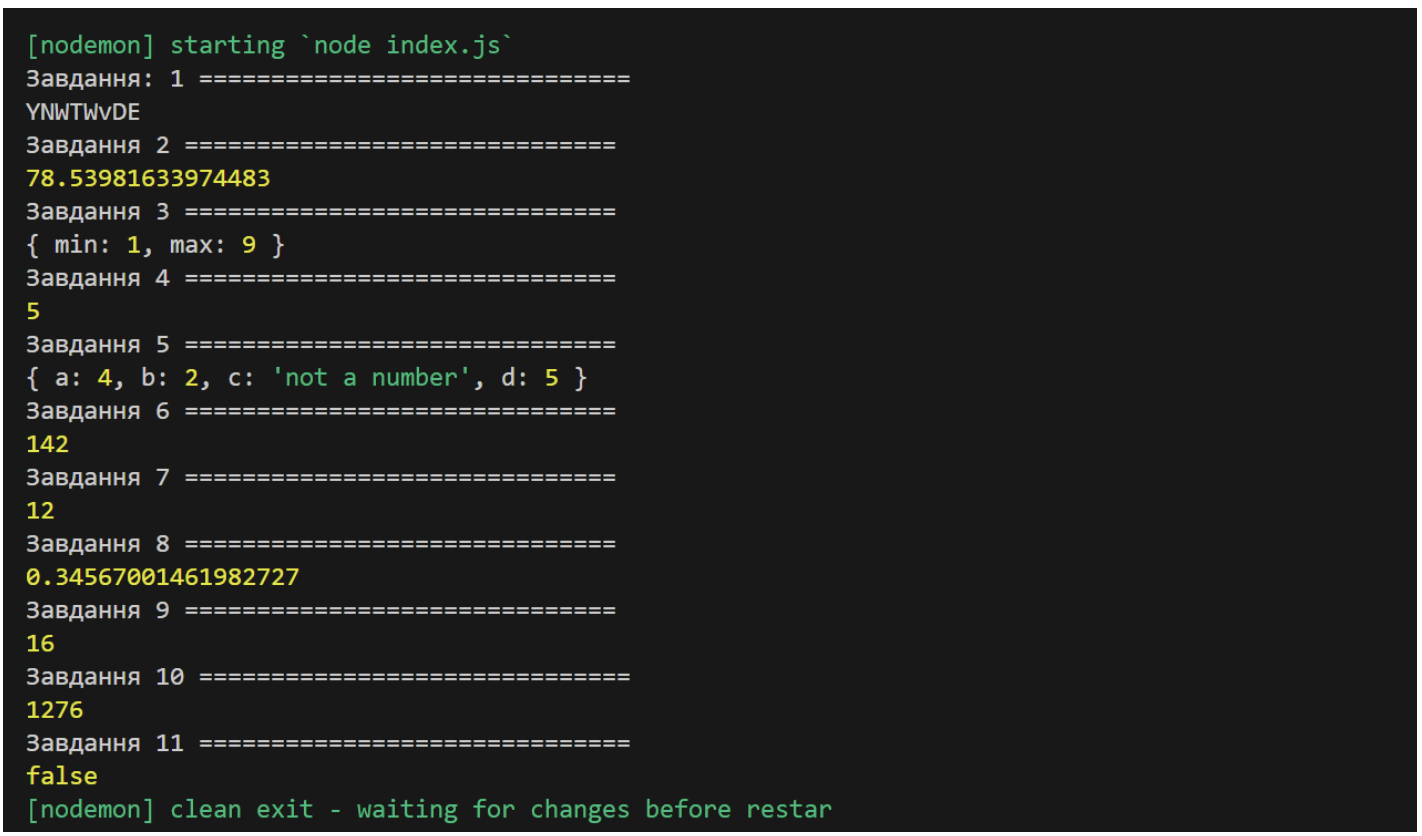 [nodemon] starting `node index.js`
Завдання: 1 ==============================
YNWTWvDE
Завдання 2 ==============================
78.53981633974483
Завдання 3 ==============================
{ min: 1, max: 9 }
Завдання 4 ==============================
5
Завдання 5 ==============================
{ a: 4, b: 2, c: 'not a number', d: 5 }
Завдання 6 ==============================
142
Завдання 7 ==============================
12
Завдання 8 ==============================
0.34567001461982727
Завдання 9 ==============================
16
Завдання 10 ==============================
1276
Завдання 11 ==============================
false
[nodemon] clean exit - waiting for changes before restar